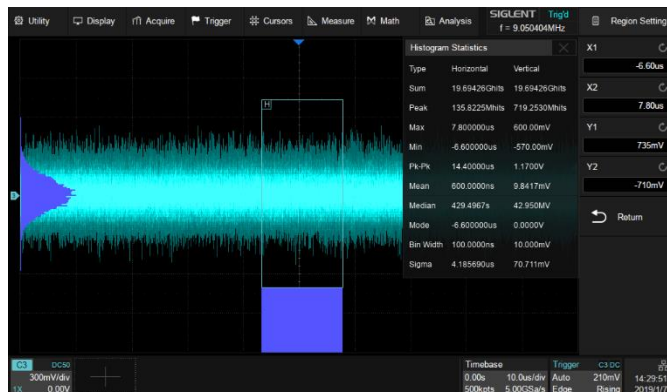 Utility Display Acquire Trigger Cursors Measure Math Analysis SIGLENT Trig'd
f = 9.050404MHz
Region Setting
Histogram Statistics
Type Horizontal Vertical
Sum 19.69426Ghits 19.69426Ghits
Peak 135.8225Mhits 719.2530Mhits
Max 7.800000us 600.00mV
Min -6.600000us -570.00mV
Pk-Pk 14.40000us 1.1700V
Mean 600.0000ns 9.8417mV
Median 429.4967s 42.950MV
Mode -6.600000us 0.0000V
Bin Width 100.0000ns 10.000mV
Sigma 4.185690us 70.711mV
H
X1
-6.60us
X2
7.80us
Y1
735mV
Y2
-710mV
Return
C3 DC50
300mV/div
1X 0.00V
Timebase
0.00s 10.0us/div
500kpts 5.00GSa/s
Trigger C3 DC
Auto 210mV
Edge Rising
14:29:51